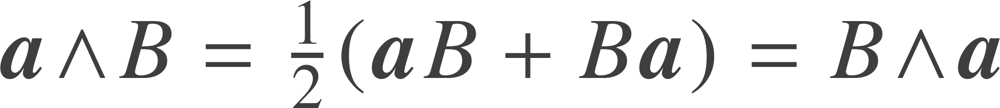 a ∧ B = 1/2 (aB + Ba) = B ∧ a